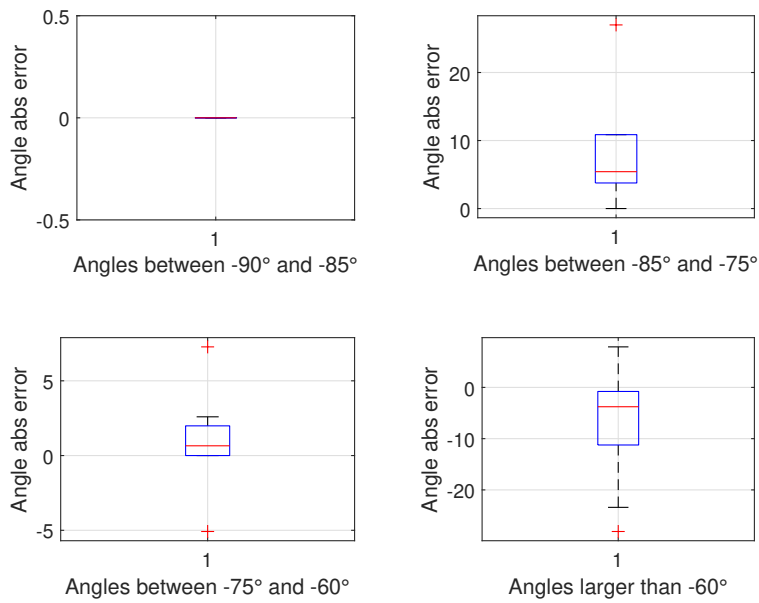 Angle abs error
0.5
0
-0.5
1
Angles between -90° and -85°
Angle abs error
20
10
0
1
Angles between -85° and -75°
Angle abs error
5
0
-5
1
Angles between -75° and -60°
Angle abs error
0
-10
-20
1
Angles larger than -60°